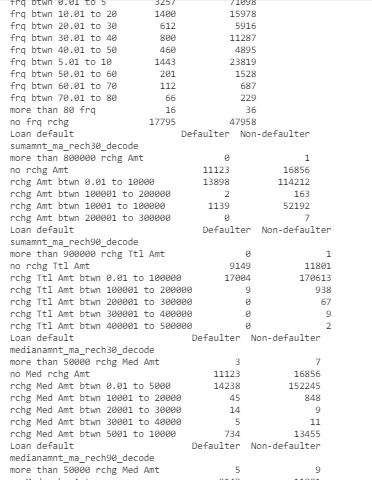 frq btwn 0.01 to 5 3257 71098
frq btwn 10.01 to 20 1400 15978
frq btwn 20.01 to 30 612 5916
frq btwn 30.01 to 40 800 11287
frq btwn 40.01 to 50 460 4895
frq btwn 5.01 to 10 1443 23819
frq btwn 50.01 to 60 201 1528
frq btwn 60.01 to 70 112 687
frq btwn 70.01 to 80 66 229
more than 80 frq 16 36
no frq rchg 17795 47958
Loan default Defaulter Non-defaulter
sumamnt_ma_rech30_decode
more than 800000 rchg Amt 0 1
no rchg Amt 11123 16856
rchg Amt btwn 0.01 to 10000 13898 114212
rchg Amt btwn 100001 to 200000 2 163
rchg Amt btwn 10001 to 100000 1139 52192
rchg Amt btwn 200001 to 300000 0 7
Loan default Defaulter Non-defaulter
sumamnt_ma_rech90_decode
more than 900000 rchg Ttl Amt 0 1
no rchg Ttl Amt 9149 11801
rchg Ttl Amt btwn 0.01 to 100000 17004 170613
rchg Ttl Amt btwn 100001 to 200000 9 938
rchg Ttl Amt btwn 200001 to 300000 0 67
rchg Ttl Amt btwn 300001 to 400000 0 9
rchg Ttl Amt btwn 400001 to 500000 0 2
Loan default Defaulter Non-defaulter
medianamnt_ma_rech30_decode
more than 50000 rchg Med Amt 3 7
no Med rchg Amt 11123 16856
rchg Med Amt btwn 0.01 to 5000 14238 152245
rchg Med Amt btwn 10001 to 20000 45 848
rchg Med Amt btwn 20001 to 30000 14 9
rchg Med Amt btwn 30001 to 40000 5 11
rchg Med Amt btwn 5001 to 10000 734 13455
Loan default Defaulter Non-defaulter
medianamnt_ma_rech90_decode
more than 50000 rchg Med Amt 5 9